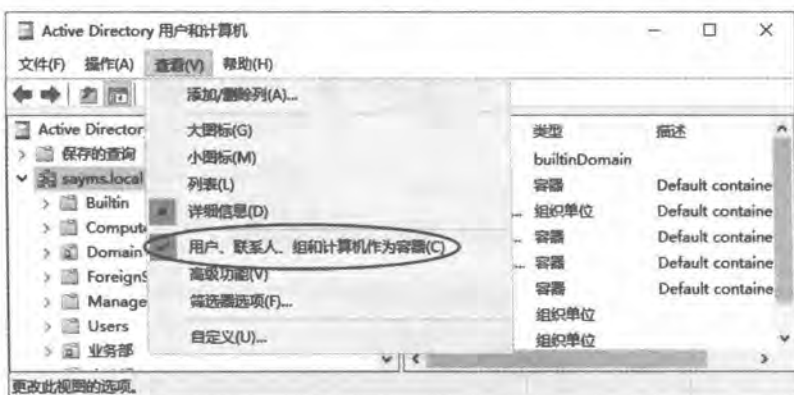 Active Directory 用户和计算机
文件(F) 操作(A) 查看(V) 帮助(H)
添加/删除列(A)...
大图标(G)
小图标(M)
列表(L)
详细信息(D)
用户、联系人、组和计算机作为容器(C)
高级功能(V)
筛选器选项(F)...
自定义(U)...
Active Director
保存的查询
sayms.local
Builtin
Compute
Domain
ForeignS
Manage
Users
业务部
类型 描述
builtinDomain
容器 Default containe
... 组织单位 Default containe
.. 容器 Default containe
... 容器 Default containe
容器 Default containe
组织单位
组织单位
更改此视图的选项。